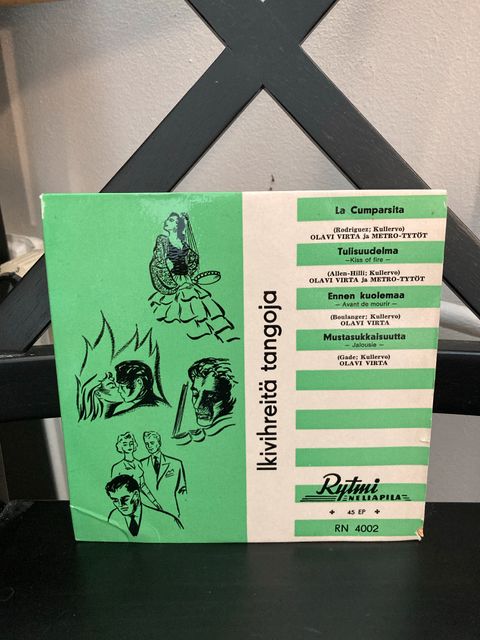 Ikivihreitä tangoja
La Cumparsita
(Rodriguez; Kullervo)
OLAVI VIRTA ja METRO-TYTÖT
Tulisuudelma
—Kiss of fire —
(Allen-Hilli; Kullervo)
OLAVI VIRTA ja METRO-TYTÖT
Ennen kuolemaa
— Avant de mourir —
(Boulanger; Kullervo)
OLAVI VIRTA
Mustasukkaisuutta
— Jalousie —
(Gade; Kullervo)
OLAVI VIRTA
Rytmi
NELIAPILA
+ 45 EP +
RN 4002